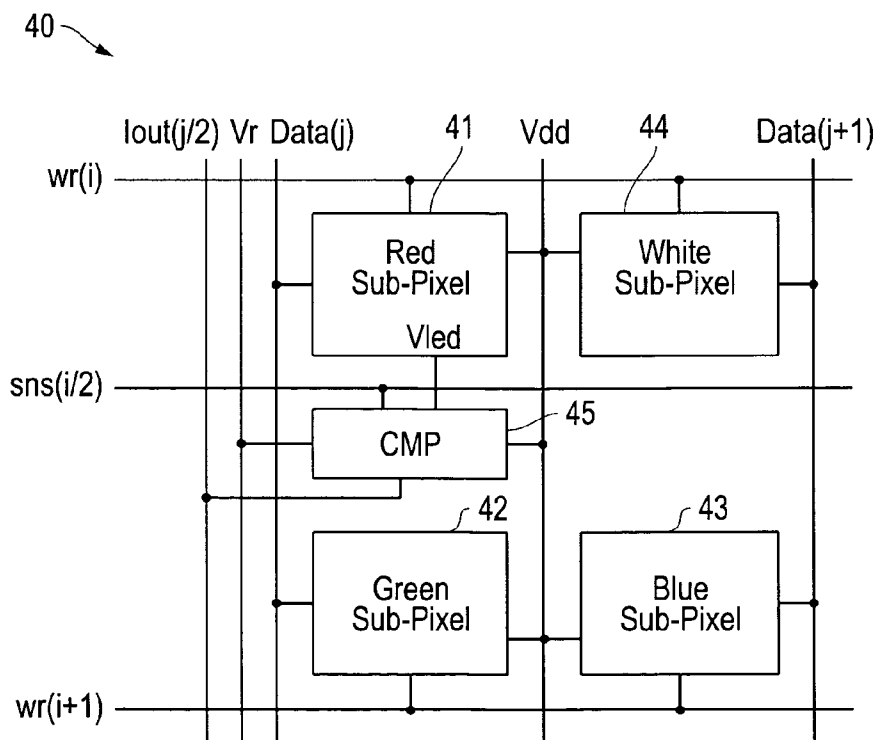 40
Iout(j/2) Vr Data(j) 41 Vdd 44 Data(j+1)
wr(i)
Red
Sub-Pixel
White
Sub-Pixel
Vled
sns(i/2)
CMP
45
42
43
Green
Sub-Pixel
Blue
Sub-Pixel
wr(i+1)